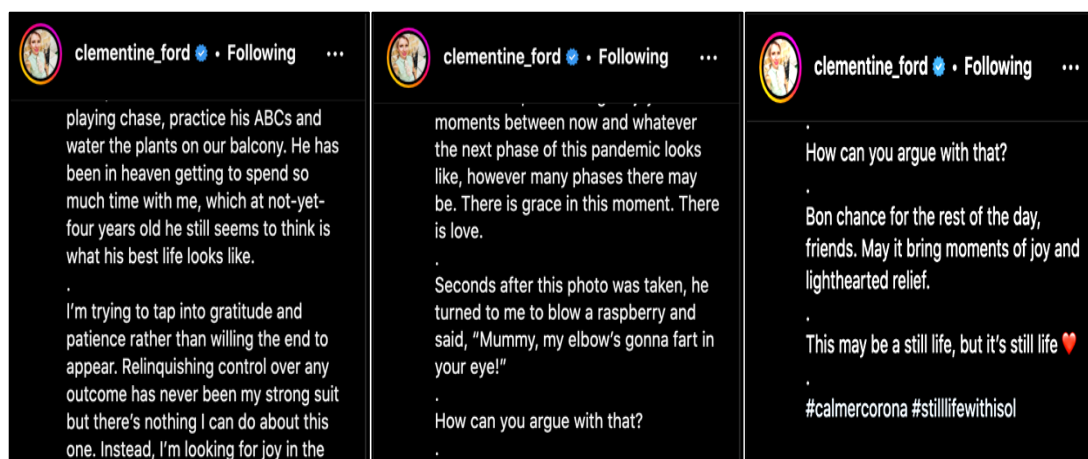 clementine_ford • Following •••
playing chase, practice his ABCs and
water the plants on our balcony. He has
been in heaven getting to spend so
much time with me, which at not-yet-
four years old he still seems to think is
what his best life looks like.
.
I'm trying to tap into gratitude and
patience rather than willing the end to
appear. Relinquishing control over any
outcome has never been my strong suit
but there's nothing I can do about this
one. Instead, I'm looking for joy in the
clementine_ford • Following •••
moments between now and whatever
the next phase of this pandemic looks
like, however many phases there may
be. There is grace in this moment. There
is love.
.
Seconds after this photo was taken, he
turned to me to blow a raspberry and
said, “Mummy, my elbow's gonna fart in
your eye!”
.
How can you argue with that?
.
clementine_ford • Following •••
.
How can you argue with that?
.
Bon chance for the rest of the day,
friends. May it bring moments of joy and
lighthearted relief.
.
This may be a still life, but it's still life ❤️
.
#calmercorona #stilllifewithisol